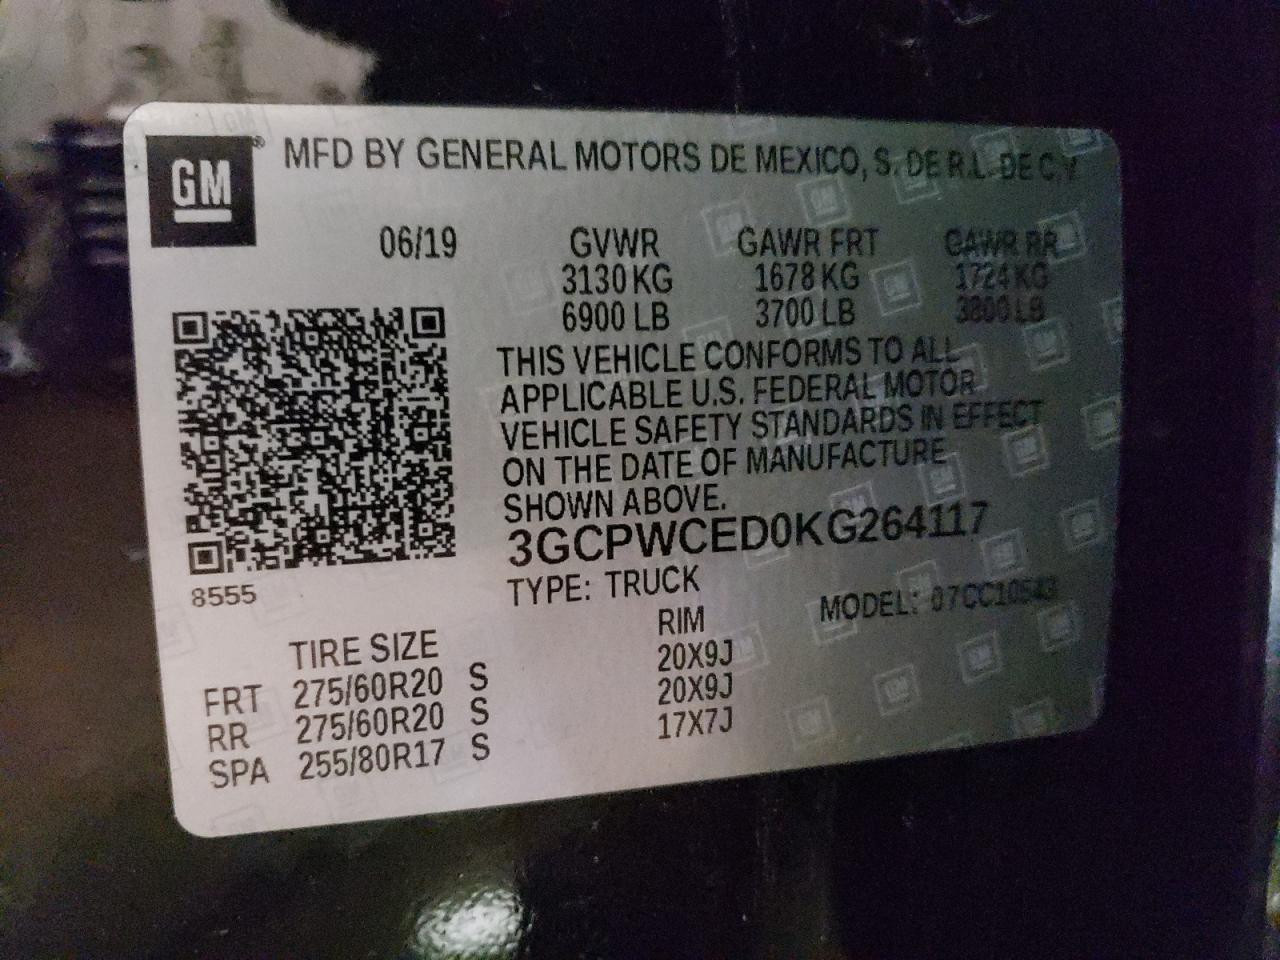 GM ® MFD BY GENERAL MOTORS DE MEXICO, S. DE R.L. DE C.V
06/19 GVWR GAWR FRT GAWR RR
3130 KG 1678 KG 1724 KG
6900 LB 3700 LB 3800 LB
THIS VEHICLE CONFORMS TO ALL
APPLICABLE U.S. FEDERAL MOTOR
VEHICLE SAFETY STANDARDS IN EFFECT
ON THE DATE OF MANUFACTURE
SHOWN ABOVE.
3GCPWCED0KG264117
8555
TYPE: TRUCK MODEL: 07CC10543
TIRE SIZE RIM
FRT 275/60R20 S 20X9J
RR 275/60R20 S 20X9J
SPA 255/80R17 S 17X7J